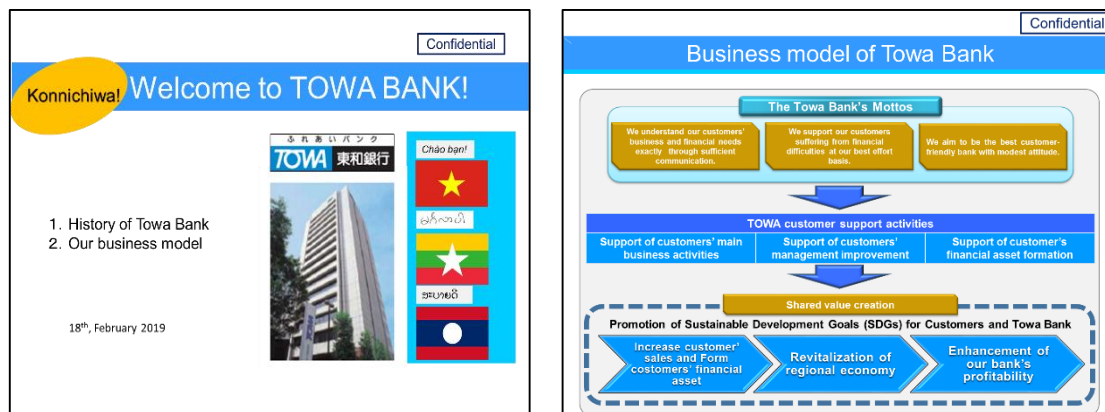 Confidential
Konnichiwa!
Welcome to TOWA BANK!
ふれあいバンク
TOWA 東和銀行
Chào bạn!
မင်္ဂလာပါ
ສະບາຍດີ
1. History of Towa Bank
2. Our business model
18th, February 2019
Confidential
Business model of Towa Bank
The Towa Bank's Mottos
We understand our customers'
business and financial needs
exactly through sufficient
communication.
We support our customers
suffering from financial
difficulties at our best effort
basis.
We aim to be the best customer-
friendly bank with modest attitude.
TOWA customer support activities
Support of customers' main
business activities
Support of customers'
management improvement
Support of customer's
financial asset formation
Shared value creation
Promotion of Sustainable Development Goals (SDGs) for Customers and Towa Bank
Increase customer'
sales and Form
costomers' financial
asset
Revitalization of
regional economy
Enhancement of
our bank's
profitability